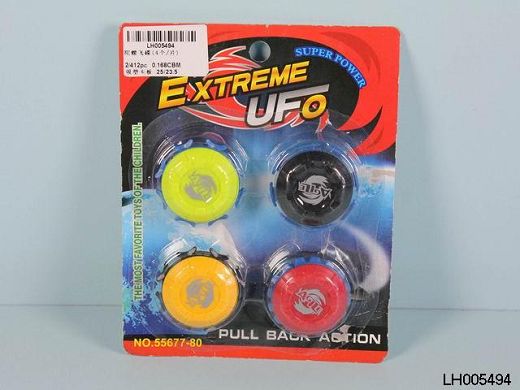 LH005494
2/412pc 0.168CBM
SUPER POWER
EXTREME
UFO
THE MOST FAVORITE TOYS OF THE CHILDREN.
NO.55677-80
PULL BACK ACTION
LH005494